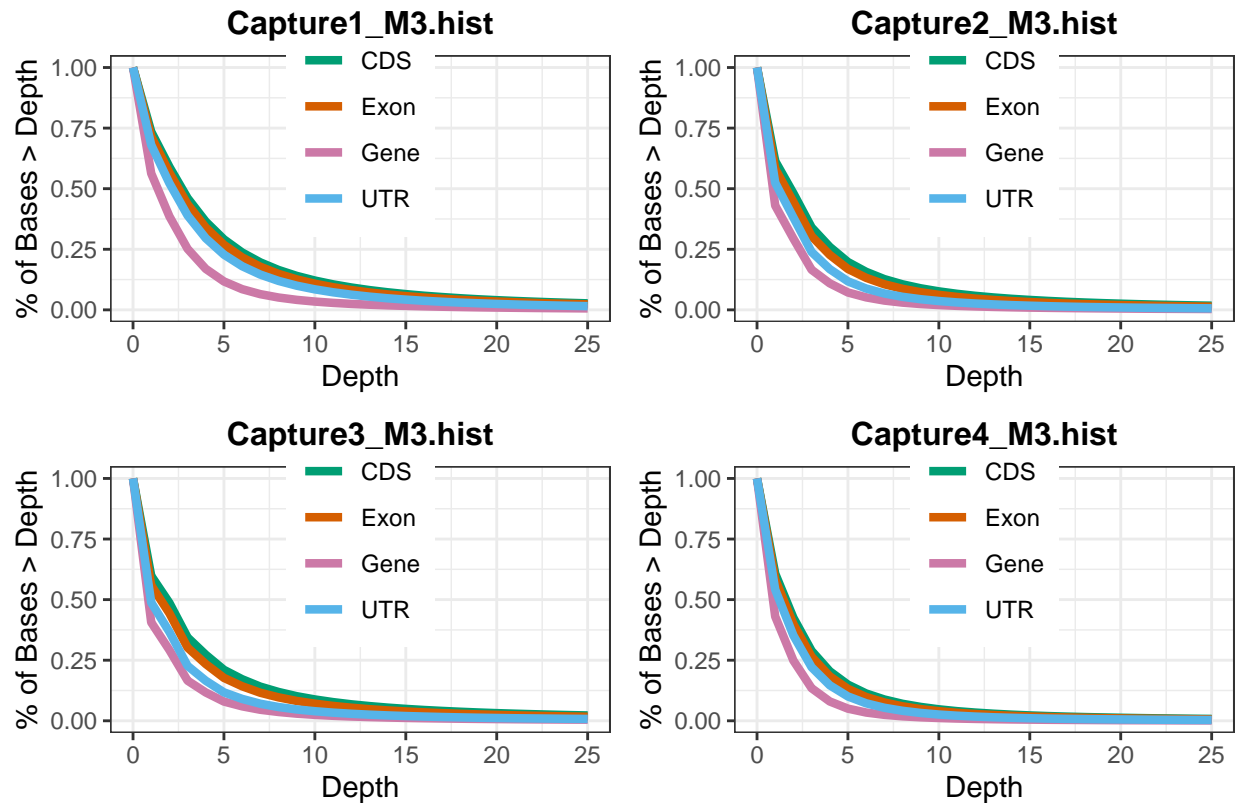 Capture1_M3.hist
% of Bases > Depth
1.00
0.75
0.50
0.25
0.00
CDS
Exon
Gene
UTR
0 5 10 15 20 25
Depth
Capture2_M3.hist
% of Bases > Depth
1.00
0.75
0.50
0.25
0.00
CDS
Exon
Gene
UTR
0 5 10 15 20 25
Depth
Capture3_M3.hist
% of Bases > Depth
1.00
0.75
0.50
0.25
0.00
CDS
Exon
Gene
UTR
0 5 10 15 20 25
Depth
Capture4_M3.hist
% of Bases > Depth
1.00
0.75
0.50
0.25
0.00
CDS
Exon
Gene
UTR
0 5 10 15 20 25
Depth